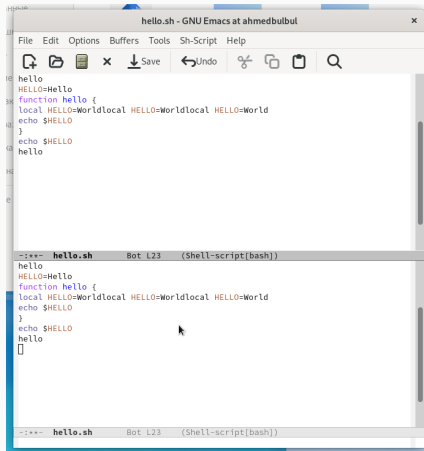 hello.sh - GNU Emacs at ahmedbulbul
File Edit Options Buffers Tools Sh-Script Help
Save Undo
hello
HELLO=Hello
function hello {
local HELLO=Worldlocal HELLO=Worldlocal HELLO=World
echo $HELLO
}
echo $HELLO
hello
-:**- hello.sh Bot L23 (Shell-script[bash])
hello
HELLO=Hello
function hello {
local HELLO=Worldlocal HELLO=Worldlocal HELLO=World
echo $HELLO
}
echo $HELLO
hello
-:**- hello.sh Bot L23 (Shell-script[bash])